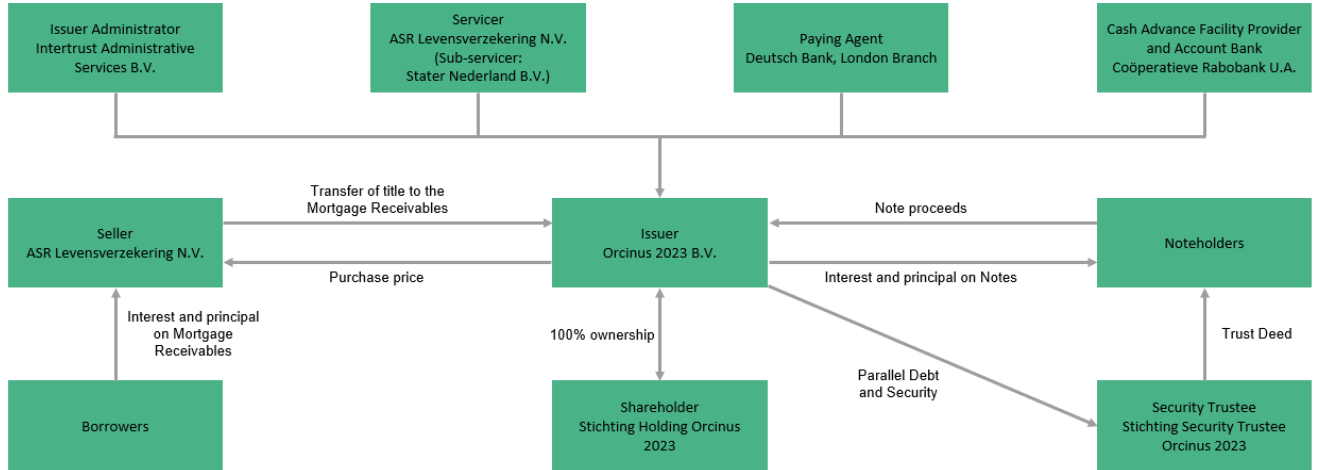 Issuer Administrator
Intertrust Administrative
Services B.V.
Servicer
ASR Levensverzekering N.V.
(Sub-servicer:
Stater Nederland B.V.)
Paying Agent
Deutsch Bank, London Branch
Cash Advance Facility Provider
and Account Bank
Coöperatieve Rabobank U.A.
Transfer of title to the
Mortgage Receivables
Note proceeds
Seller
ASR Levensverzekering N.V.
Issuer
Orcinus 2023 B.V.
Noteholders
Purchase price
Interest and principal on Notes
Interest and principal
on Mortgage
Receivables
100% ownership
Trust Deed
Parallel Debt
and Security
Borrowers
Shareholder
Stichting Holding Orcinus
2023
Security Trustee
Stichting Security Trustee
Orcinus 2023